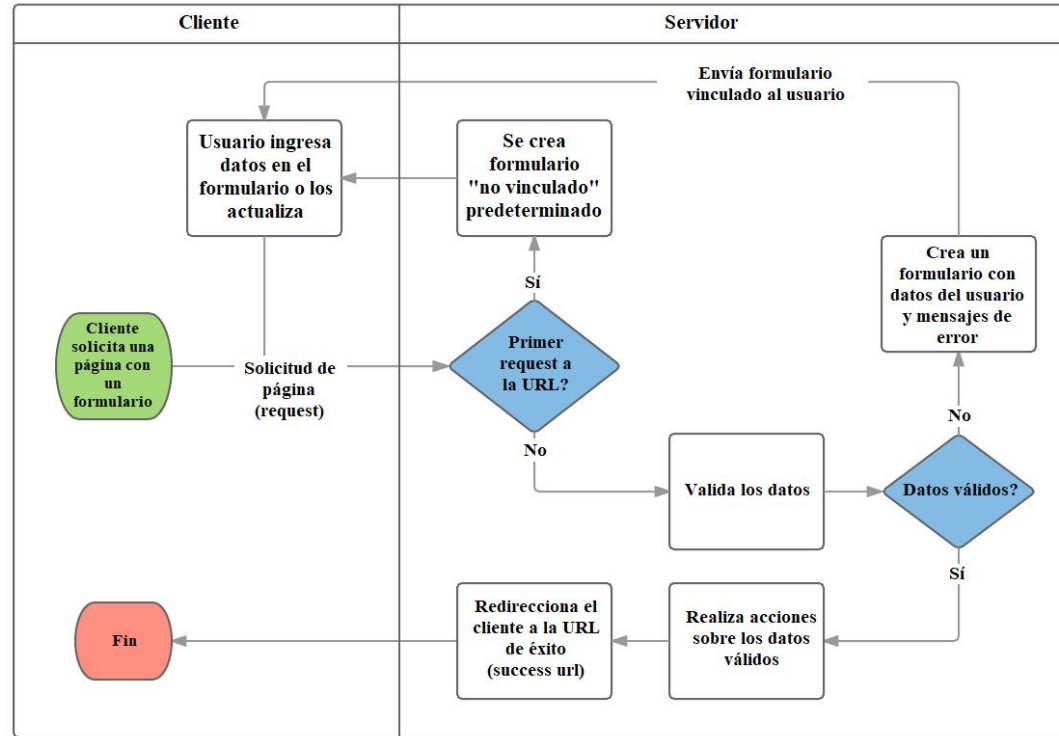 Cliente
Servidor
Envía formulario
vinculado al usuario
Usuario ingresa
datos en el
formulario o los
actualiza
Se crea
formulario
"no vinculado"
predeterminado
Crea un
formulario con
datos del usuario
y mensajes de
error
Sí
Cliente
solicita una
página con
un
formulario
Solicitud de
página
(request)
Primer
request a
la URL?
No
No
Valida los datos
Datos válidos?
Sí
Fin
Redirecciona el
cliente a la URL
de éxito
(success url)
Realiza acciones
sobre los datos
válidos